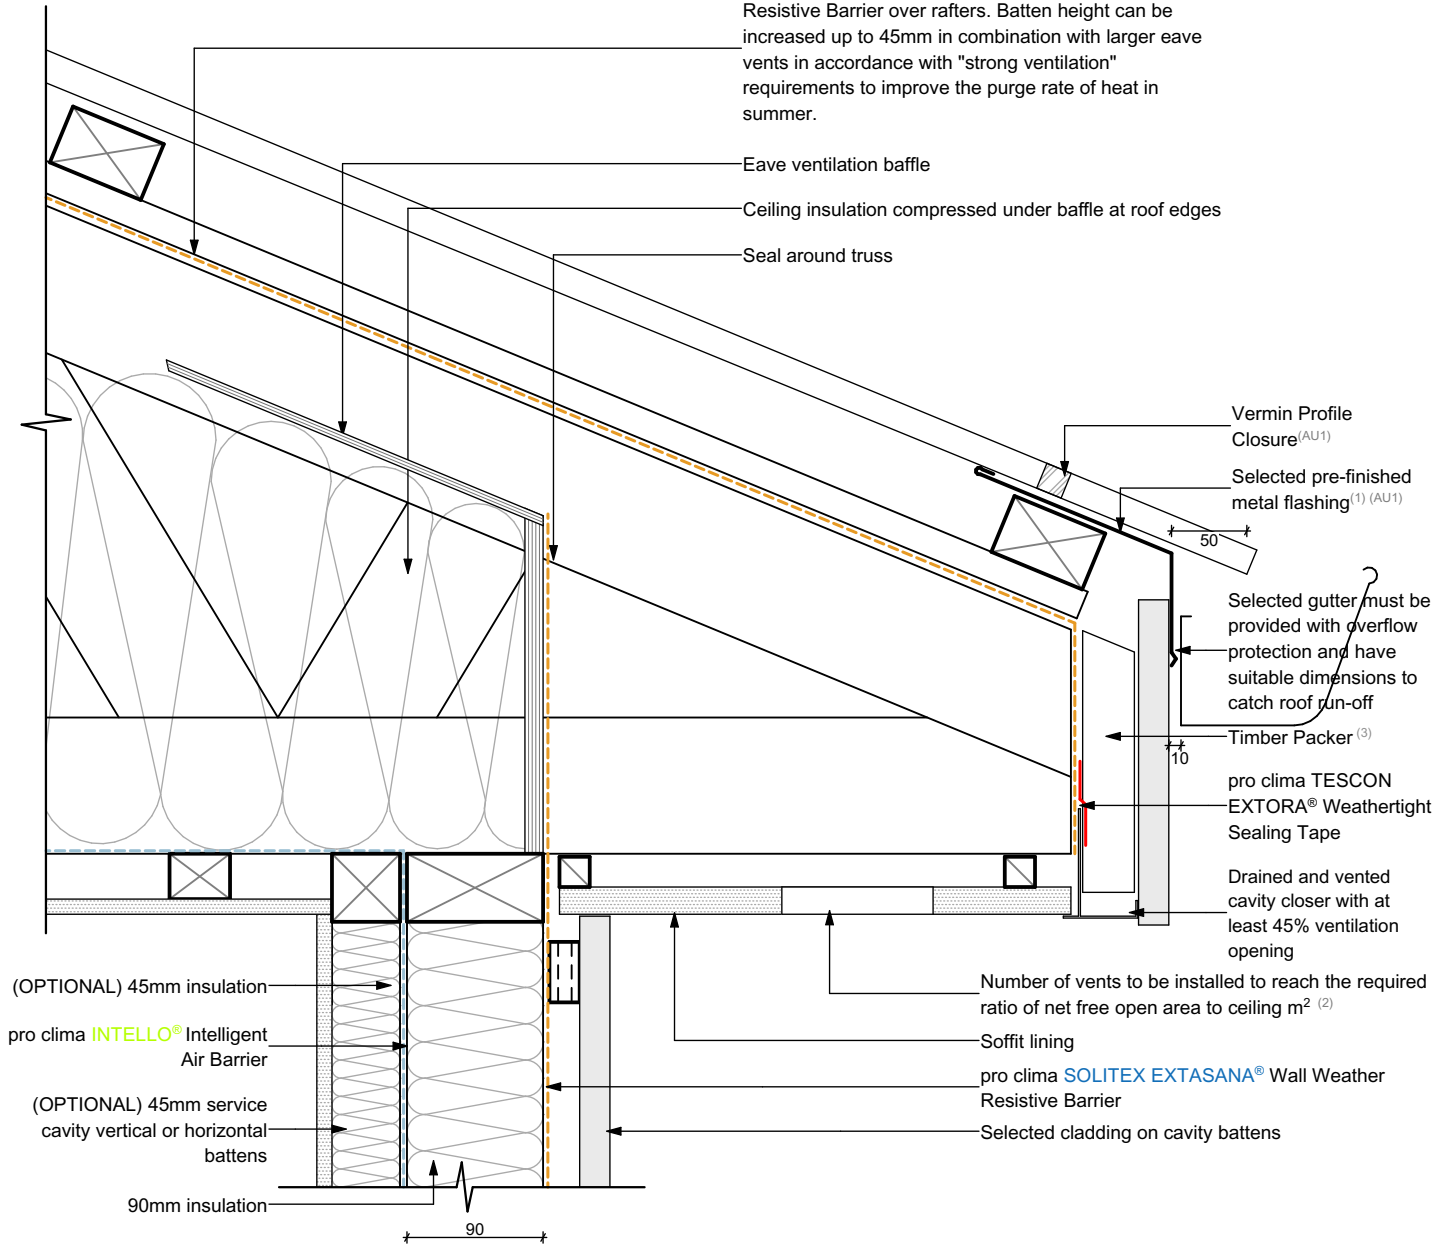 Resistive Barrier over rafters. Batten height can be
increased up to 45mm in combination with larger eave
vents in accordance with "strong ventilation"
requirements to improve the purge rate of heat in
summer.
Eave ventilation baffle
Ceiling insulation compressed under baffle at roof edges
Seal around truss
Vermin Profile
Closure(AU1)
Selected pre-finished
metal flashing(1) (AU1)
50
Selected gutter must be
provided with overflow
protection and have
suitable dimensions to
catch roof run-off
Timber Packer (3)
10
pro clima TESCON
EXTORA® Weathertight
Sealing Tape
Drained and vented
cavity closer with at
least 45% ventilation
opening
Number of vents to be installed to reach the required
ratio of net free open area to ceiling m² (2)
Soffit lining
pro clima SOLITEX EXTASANA® Wall Weather
Resistive Barrier
Selected cladding on cavity battens
(OPTIONAL) 45mm insulation
pro clima INTELLO® Intelligent
Air Barrier
(OPTIONAL) 45mm service
cavity vertical or horizontal
battens
90mm insulation
90